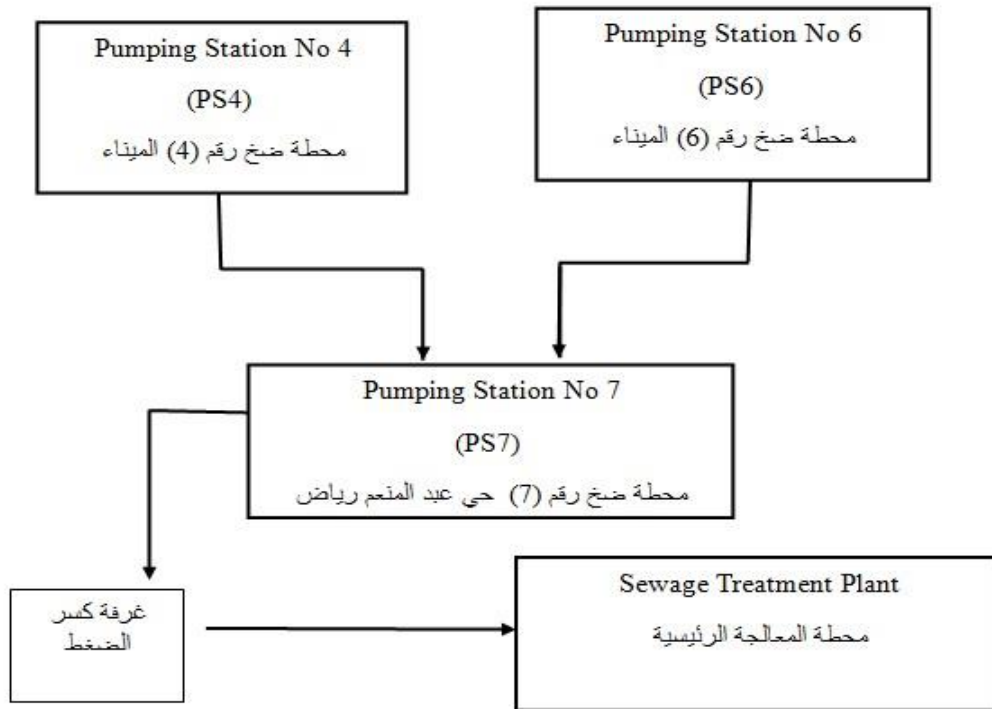 Pumping Station No 4
(PS4)
محطة ضخ رقم (4) الميناء
Pumping Station No 6
(PS6)
محطة ضخ رقم (6) الميناء
Pumping Station No 7
(PS7)
محطة ضخ رقم (7) حي عبد المنعم رياض
غرفة كسر
الضغط
Sewage Treatment Plant
محطة المعالجة الرئيسية